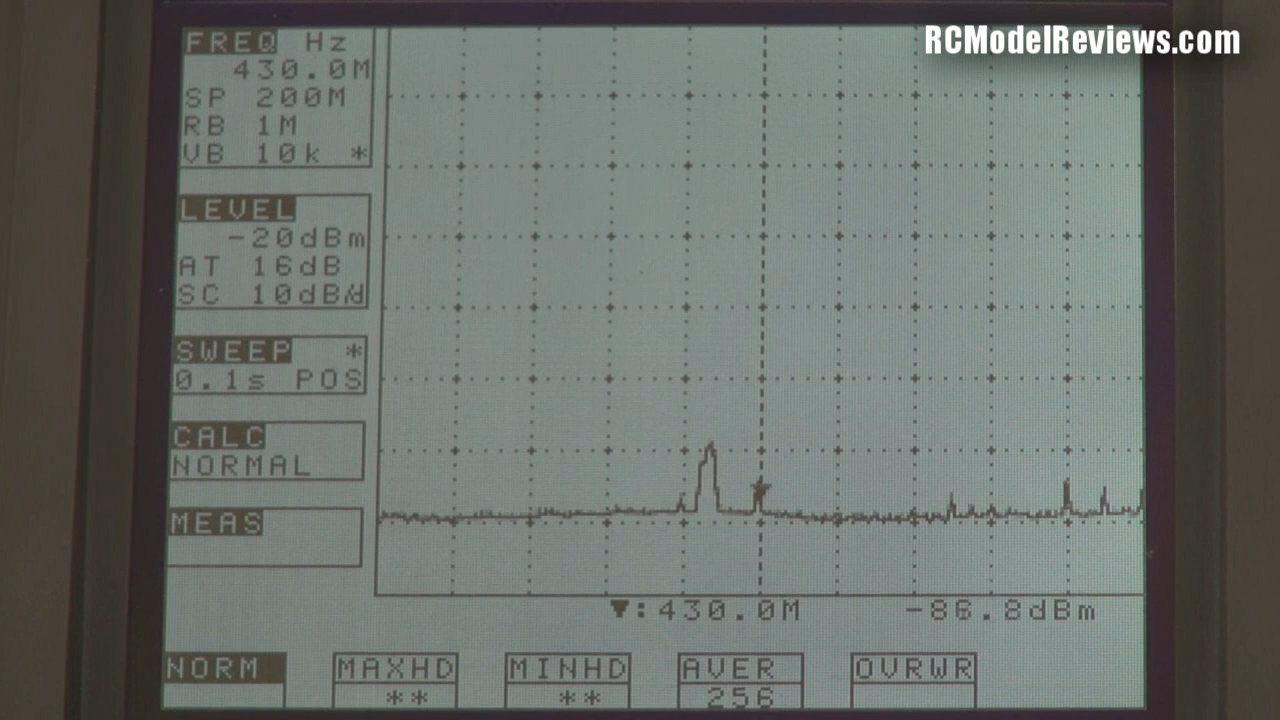 RCModelReviews.com
FREQ Hz
430.0M
SP 200M
RB 1M
VB 10k *
LEVEL
-20dBm
AT 16dB
SC 10dB/d
SWEEP *
0.1s POS
CALC
NORMAL
MEAS
▼:430.0M -86.8dBm
NORM MAXHD MINHD AVER OVRWR
** ** 256